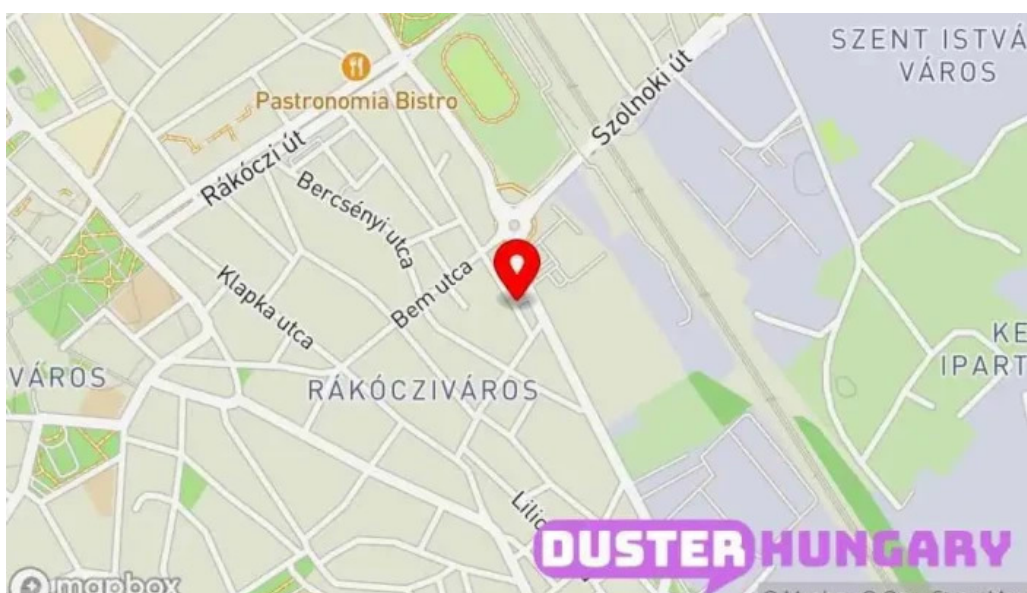 SZENT ISTVÁ
VÁROS
Pastronomia Bistro
Szolnoki út
Rákóczi út
Bercsényi utca
Klapka utca
Bem utca
KE
IPART
VÁROS
RÁKÓCZIVÁROS
Lilio
DUSTER HUNGARY
mapbox